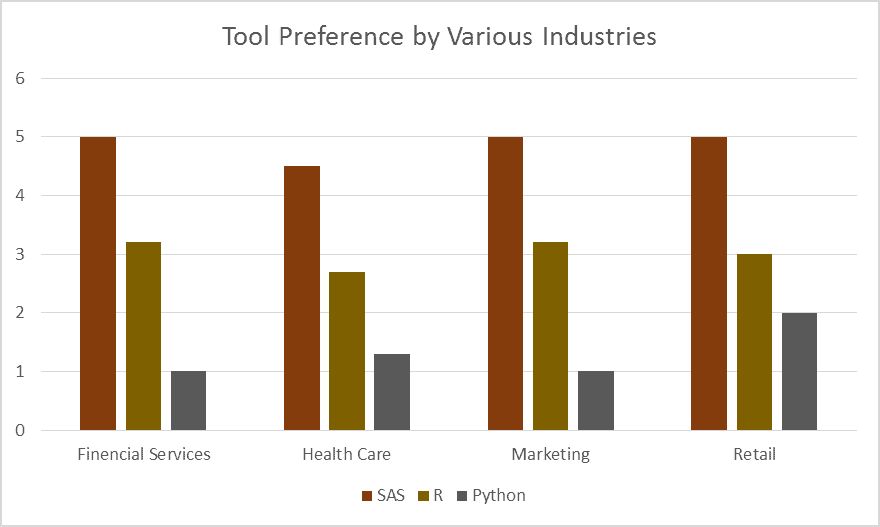 Tool Preference by Various Industries
6
5
4
3
2
1
0
Finencial Services Health Care Marketing Retail
SAS R Python